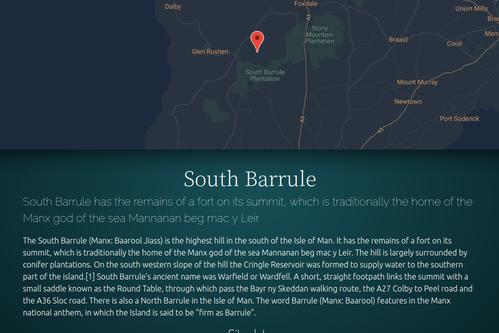 Dalby
Foxdale
Union Mills
A3
Stony
Mountain
Plantation
Braaid
Cooil
Glen Rushen
South Barrule
Plantation
Mount Murray
Newtown
Port Soderick
A3
A5
South Barrule
South Barrule has the remains of a fort on its summit, which is traditionally the home of the
Manx god of the sea Mannanan beg mac y Leir.
The South Barrule (Manx: Baarool Jiass) is the highest hill in the south of the Isle of Man. It has the remains of a fort on its
summit, which is traditionally the home of the Manx god of the sea Mannanan beg mac y Leir. The hill is largely surrounded by
conifer plantations. On the south western slope of the hill the Cringle Reservoir was formed to supply water to the southern
part of the island.[1] South Barrule's ancient name was Warfield or Wardfell. A short, straight footpath links the summit with a
small saddle known as the Round Table, through which pass the Bayr ny Skeddan walking route, the A27 Colby to Peel road and
the A36 Sloc road. There is also a North Barrule in the Isle of Man. The word Barrule (Manx: Baarool) features in the Manx
national anthem, in which the Island is said to be "firm as Barrule".